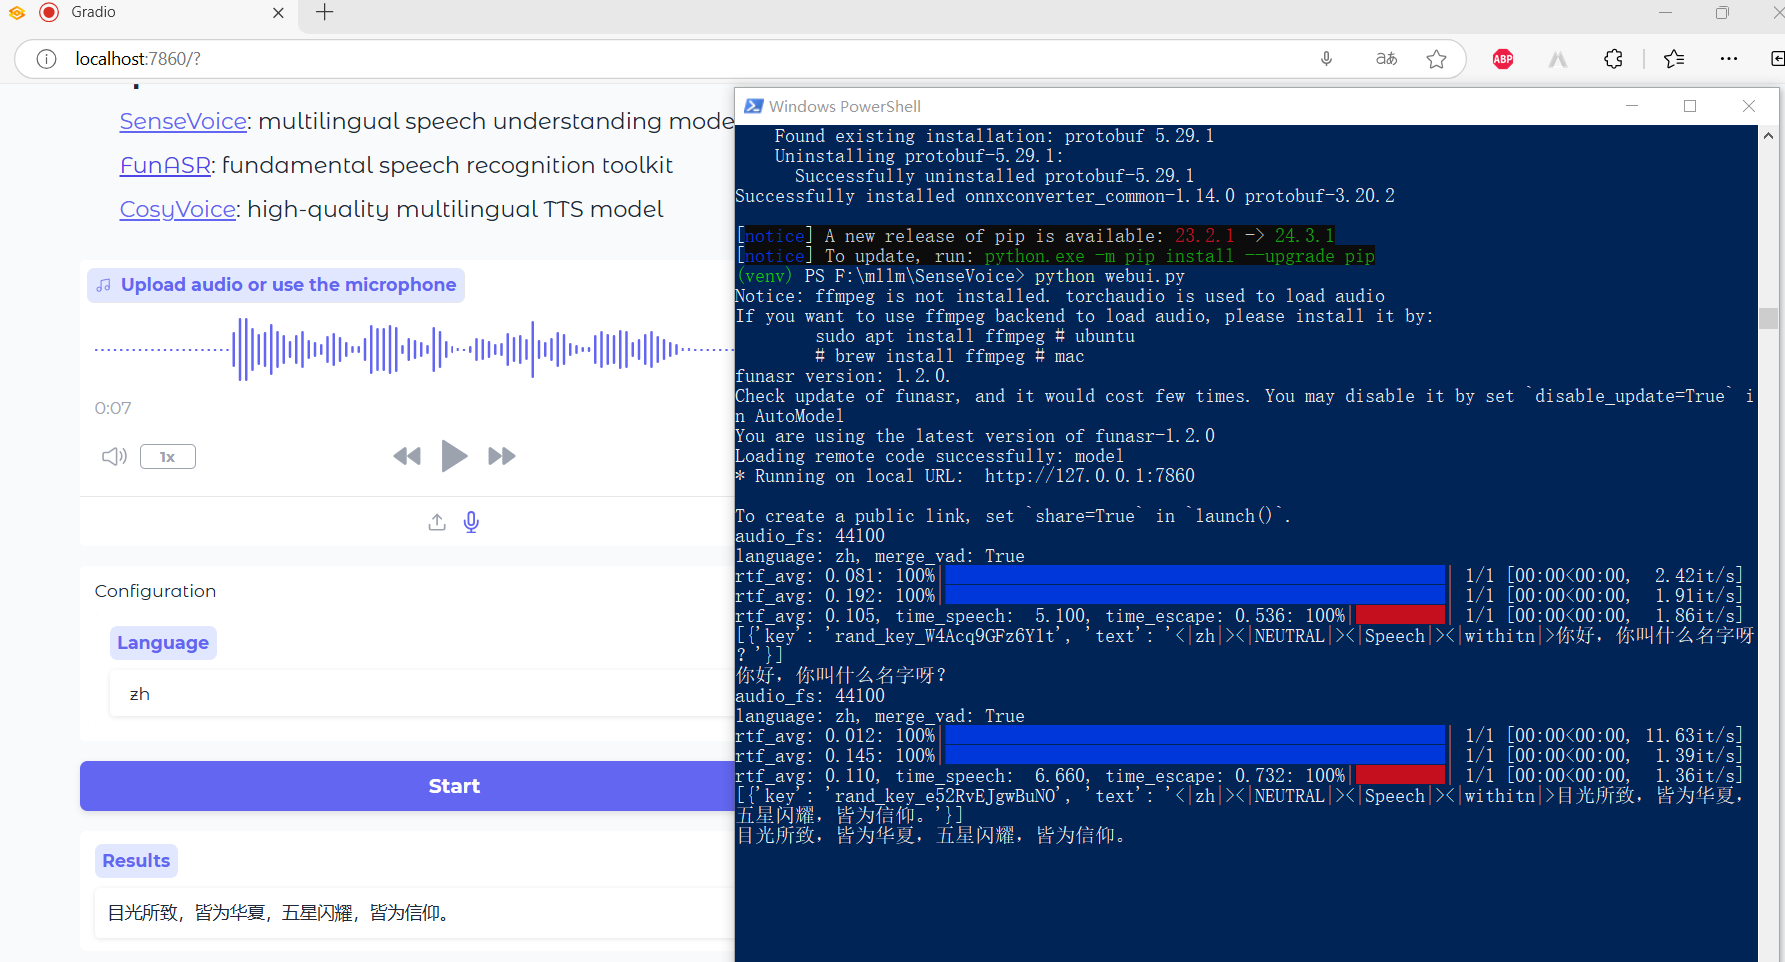 Gradio
localhost:7860/?
aあ
ABP
SenseVoice: multilingual speech understanding mode
FunASR: fundamental speech recognition toolkit
CosyVoice: high-quality multilingual TTS model
Upload audio or use the microphone
0:07
1x
Configuration
Language
zh
Start
Results
目光所致，皆为华夏，五星闪耀，皆为信仰。
Windows PowerShell
Found existing installation: protobuf 5.29.1
Uninstalling protobuf-5.29.1:
Successfully uninstalled protobuf-5.29.1
Successfully installed onnxconverter_common-1.14.0 protobuf-3.20.2
[notice] A new release of pip is available: 23.2.1 -> 24.3.1
[notice] To update, run: python.exe -m pip install --upgrade pip
(venv) PS F:\mllm\SenseVoice> python webui.py
Notice: ffmpeg is not installed. torchaudio is used to load audio
If you want to use ffmpeg backend to load audio, please install it by:
sudo apt install ffmpeg # ubuntu
# brew install ffmpeg # mac
funasr version: 1.2.0.
Check update of funasr, and it would cost few times. You may disable it by set `disable_update=True` i
n AutoModel
You are using the latest version of funasr-1.2.0
Loading remote code successfully: model
* Running on local URL:  http://127.0.0.1:7860
To create a public link, set `share=True` in `launch()`.
audio_fs: 44100
language: zh, merge_vad: True
rtf_avg: 0.081: 100%| | 1/1 [00:00<00:00,  2.42it/s]
rtf_avg: 0.192: 100%| | 1/1 [00:00<00:00,  1.91it/s]
rtf_avg: 0.105, time_speech:  5.100, time_escape: 0.536: 100%| | 1/1 [00:00<00:00,  1.86it/s]
[{'key': 'rand_key_W4Acq9GFz6Y1t', 'text': '<|zh|><|NEUTRAL|><|Speech|><|withitn|>你好，你叫什么名字呀
？'}]
你好，你叫什么名字呀？
audio_fs: 44100
language: zh, merge_vad: True
rtf_avg: 0.012: 100%| | 1/1 [00:00<00:00, 11.63it/s]
rtf_avg: 0.145: 100%| | 1/1 [00:00<00:00,  1.39it/s]
rtf_avg: 0.110, time_speech:  6.660, time_escape: 0.732: 100%| | 1/1 [00:00<00:00,  1.36it/s]
[{'key': 'rand_key_e52RvEJgwBuNO', 'text': '<|zh|><|NEUTRAL|><|Speech|><|withitn|>目光所致，皆为华夏，
五星闪耀，皆为信仰。'}]
目光所致，皆为华夏，五星闪耀，皆为信仰。